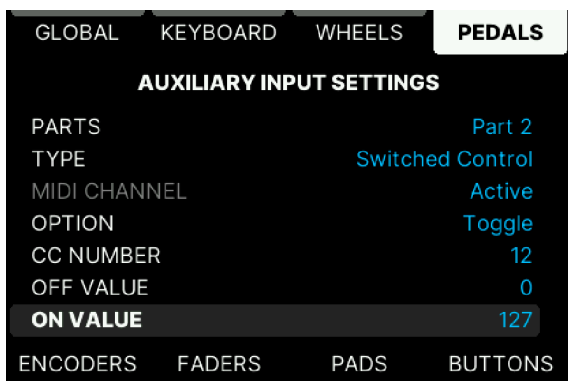 GLOBAL KEYBOARD WHEELS PEDALS
AUXILIARY INPUT SETTINGS
PARTS Part 2
TYPE Switched Control
MIDI CHANNEL Active
OPTION Toggle
CC NUMBER 12
OFF VALUE 0
ON VALUE 127
ENCODERS FADERS PADS BUTTONS